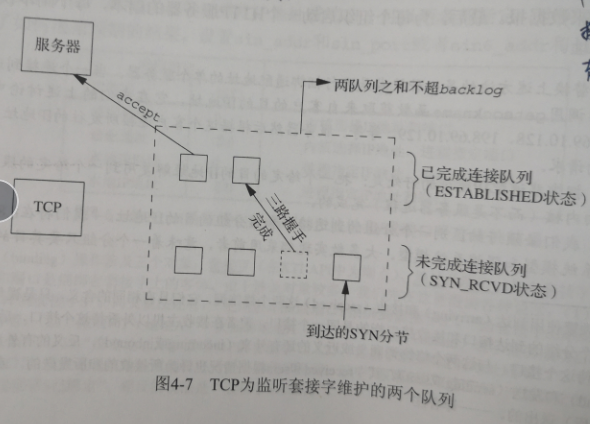 服务器
accept
两队列之和不超backlog
已完成连接队列
(ESTABLISHED状态)
TCP
三路握手
完成
未完成连接队列
(SYN_RCVD状态)
到达的SYN分节
图4-7 TCP为监听套接字维护的两个队列